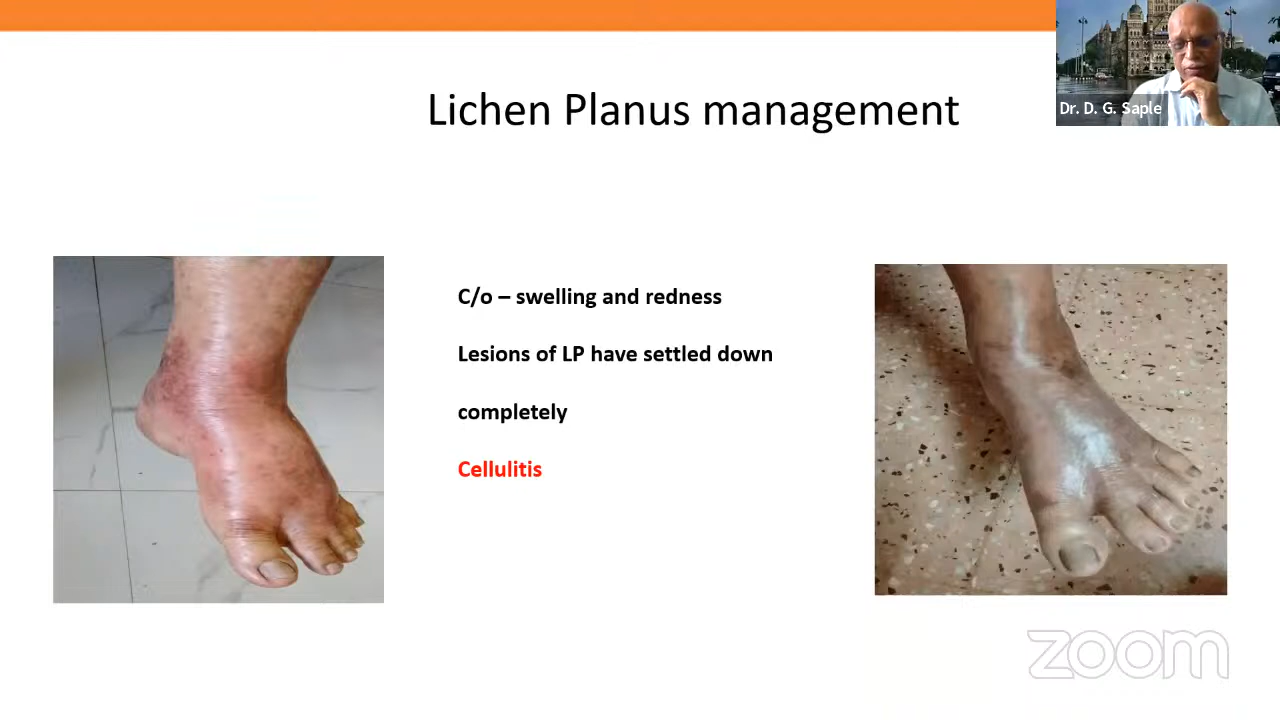 Dr. D. G. Saple
Lichen Planus management
C/o – swelling and redness
Lesions of LP have settled down
completely
Cellulitis
zoom